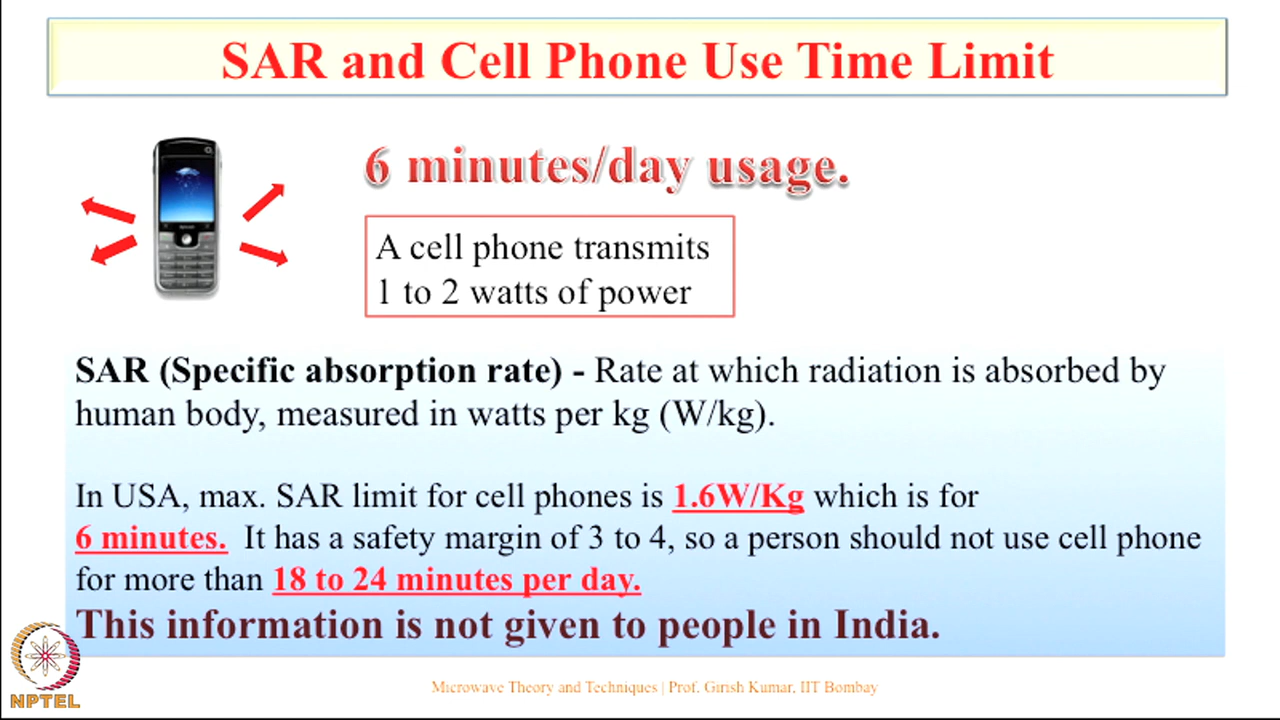 SAR and Cell Phone Use Time Limit
6 minutes/day usage.
A cell phone transmits
1 to 2 watts of power
SAR (Specific absorption rate) - Rate at which radiation is absorbed by
human body, measured in watts per kg (W/kg).
In USA, max. SAR limit for cell phones is 1.6W/Kg which is for
6 minutes. It has a safety margin of 3 to 4, so a person should not use cell phone
for more than 18 to 24 minutes per day.
This information is not given to people in India.
NPTEL
Microwave Theory and Techniques | Prof. Girish Kumar, IIT Bombay